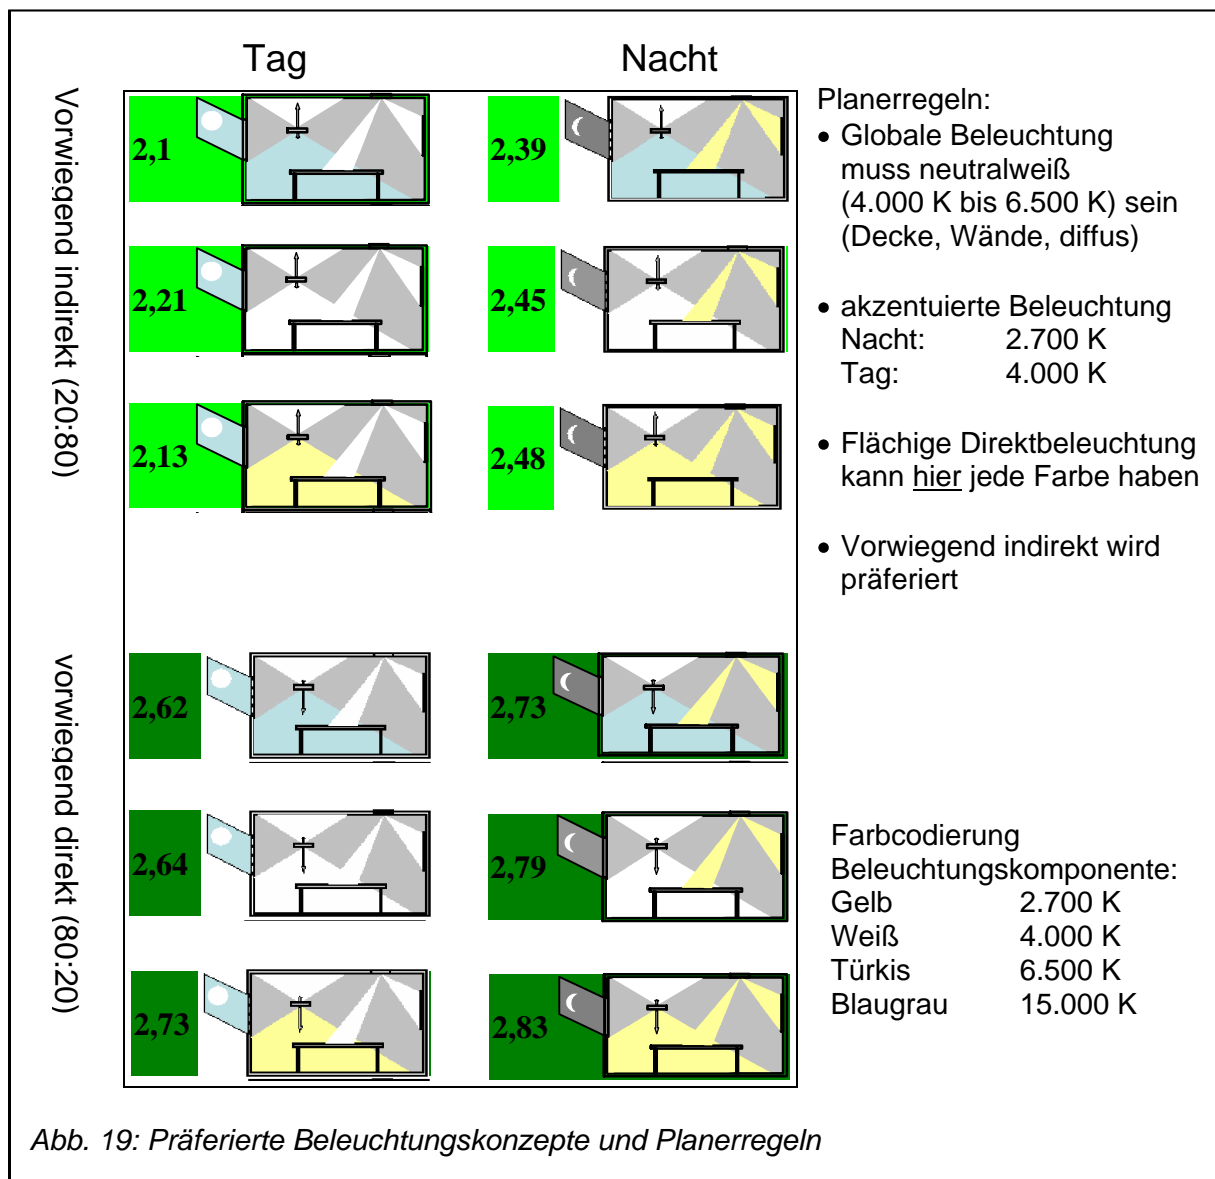 Tag Nacht
Vorwiegend indirekt (20:80)
2,1 2,39
2,21 2,45
2,13 2,48
vorwiegend direkt (80:20)
2,62 2,73
2,64 2,79
2,73 2,83
Planerregeln:
• Globale Beleuchtung
muss neutralweiß
(4.000 K bis 6.500 K) sein
(Decke, Wände, diffus)
• akzentuierte Beleuchtung
Nacht: 2.700 K
Tag: 4.000 K
• Flächige Direktbeleuchtung
kann hier jede Farbe haben
• Vorwiegend indirekt wird
präferiert
Farbcodierung
Beleuchtungskomponente:
Gelb 2.700 K
Weiß 4.000 K
Türkis 6.500 K
Blaugrau 15.000 K
Abb. 19: Präferierte Beleuchtungskonzepte und Planerregeln